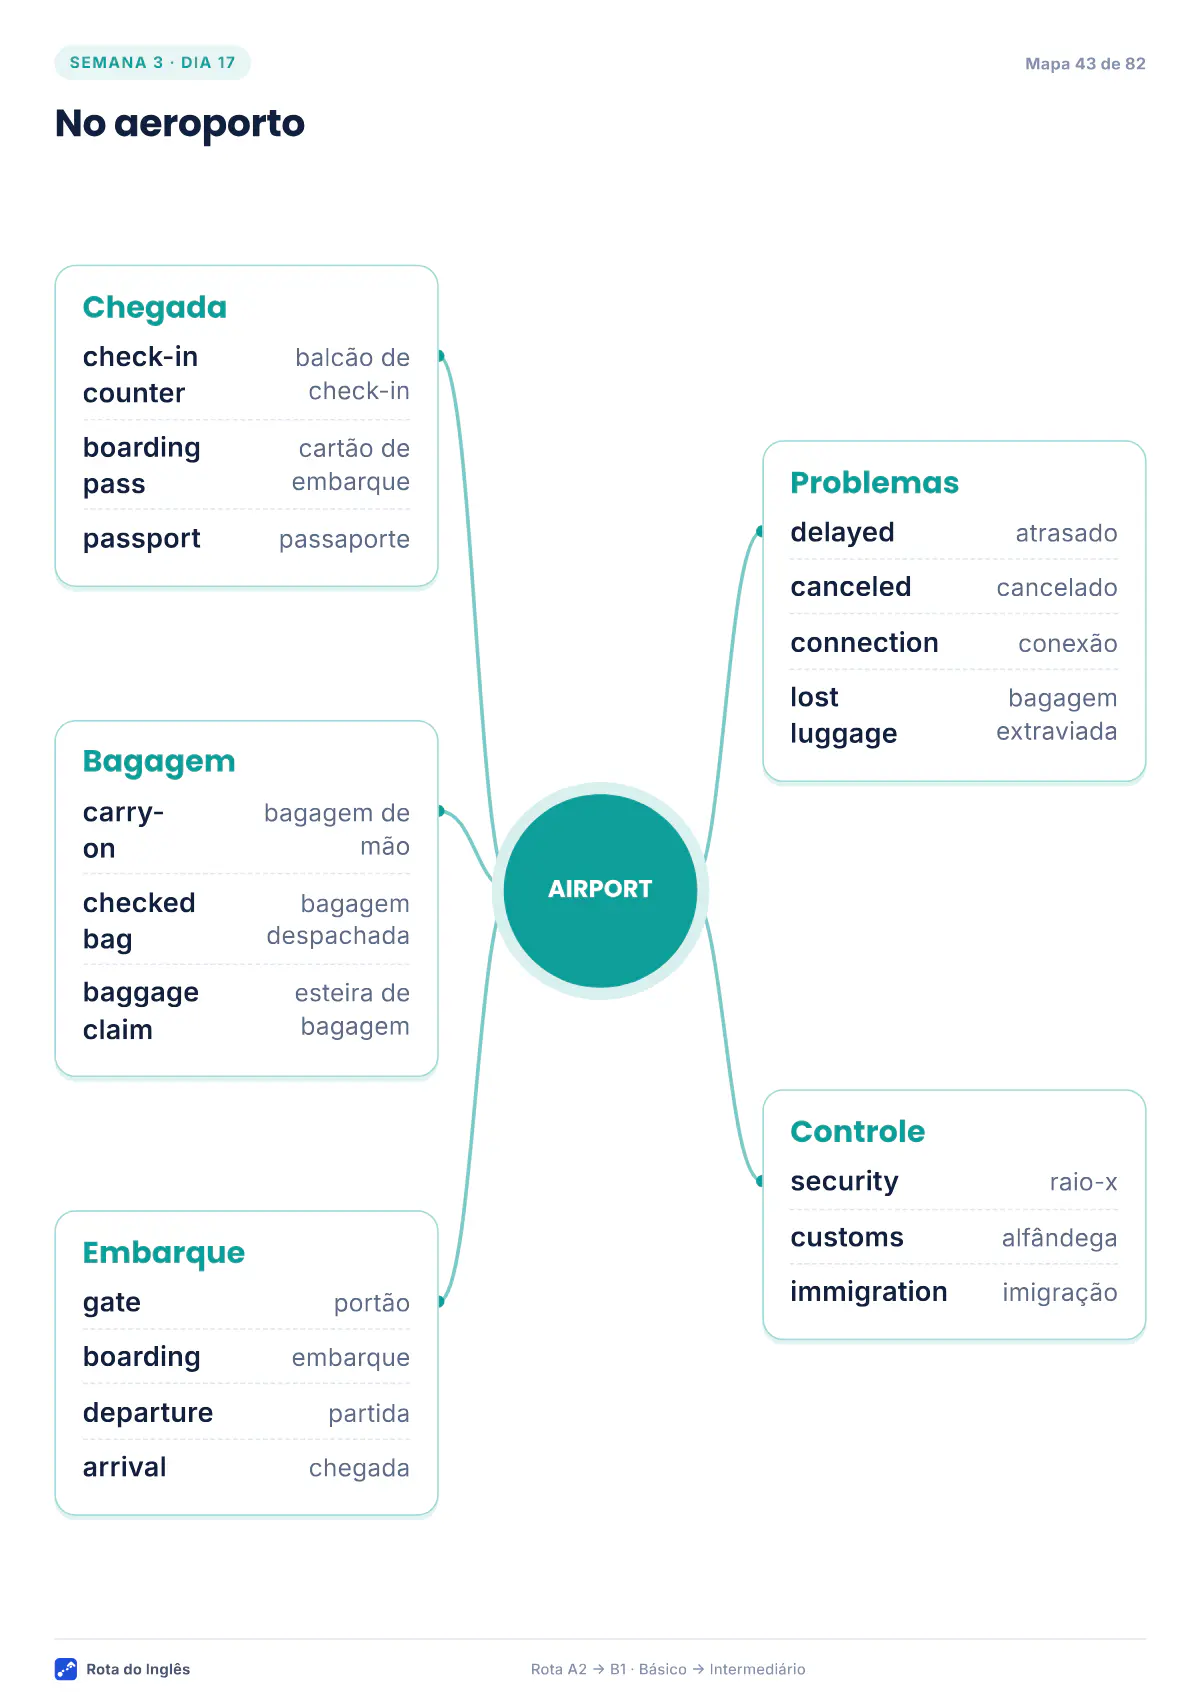 SEMANA 3 · DIA 17
Mapa 43 de 82
No aeroporto
Chegada
check-in counter
balcão de check-in
boarding pass
cartão de embarque
passport
passaporte
Bagagem
carry-on
bagagem de mão
checked bag
bagagem despachada
baggage claim
esteira de bagagem
Embarque
gate
portão
boarding
embarque
departure
partida
arrival
chegada
AIRPORT
Problemas
delayed
atrasado
canceled
cancelado
connection
conexão
lost luggage
bagagem extraviada
Controle
security
raio-x
customs
alfândega
immigration
imigração
Rota do Inglês
Rota A2 → B1 · Básico → Intermediário